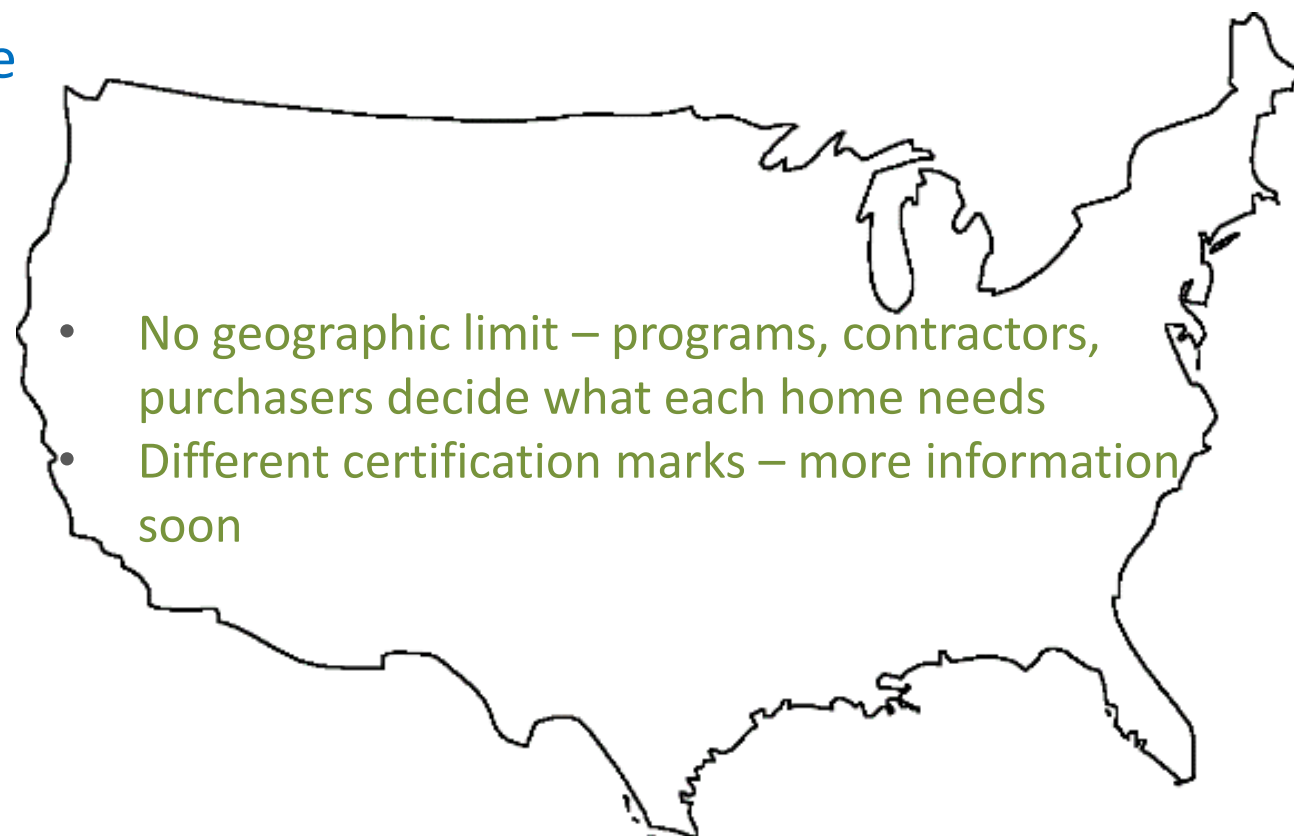 e
• No geographic limit – programs, contractors,
purchasers decide what each home needs
• Different certification marks – more information
soon